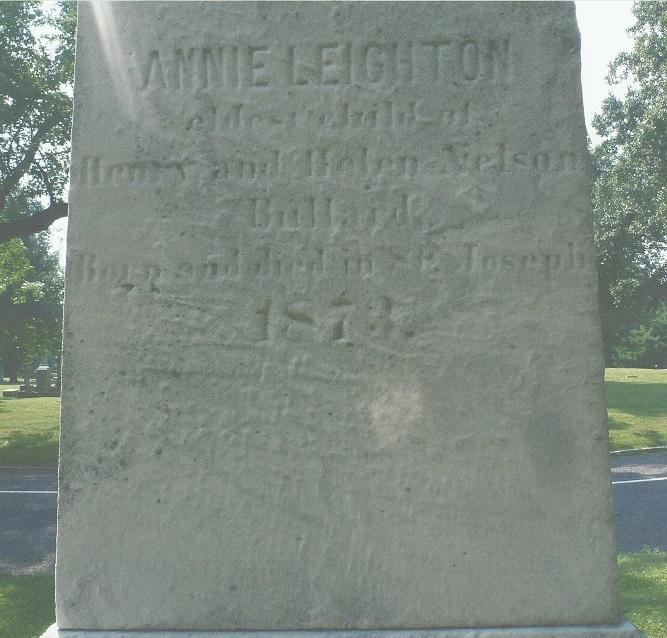 ANNIE LEIGHTON
eldest child of
Henry and Helen Nelson
Bullard,
Born and died in St. Joseph
1873.